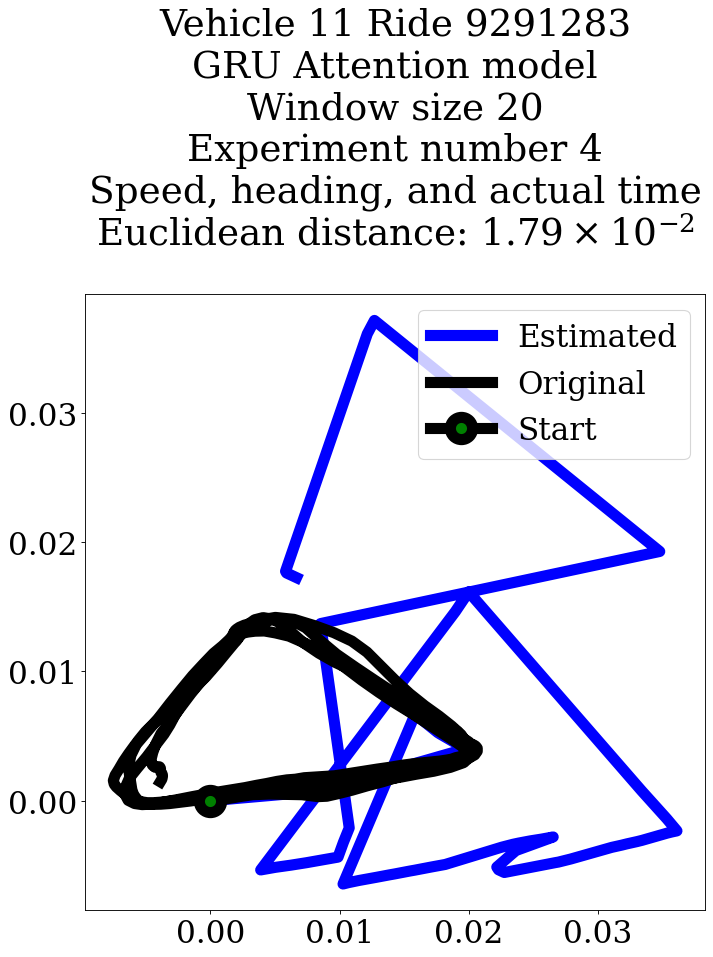 Vehicle 11 Ride 9291283
GRU Attention model
Window size 20
Experiment number 4
Speed, heading, and actual time
Euclidean distance: 1.79 × 10⁻²
Estimated
Original
Start
0.03
0.02
0.01
0.00
0.00 0.01 0.02 0.03